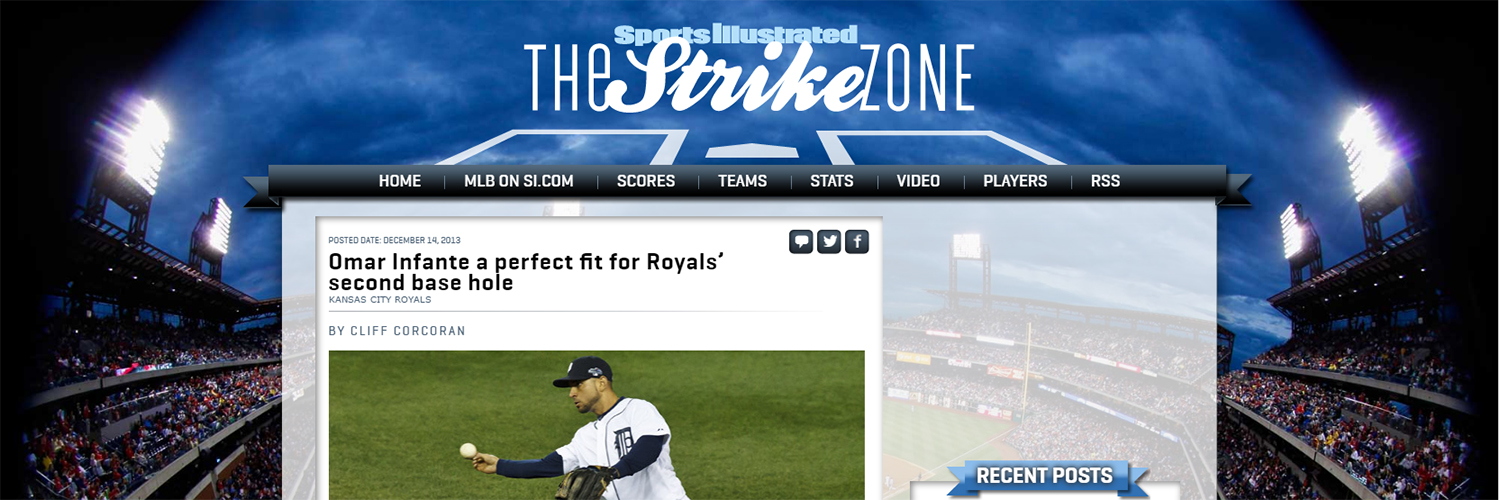 Sports Illustrated
THE Strike ZONE
HOME MLB ON SI.COM SCORES TEAMS STATS VIDEO PLAYERS RSS
POSTED DATE: DECEMBER 14, 2013
Omar Infante a perfect fit for Royals’
second base hole
KANSAS CITY ROYALS
BY CLIFF CORCORAN
RECENT POSTS